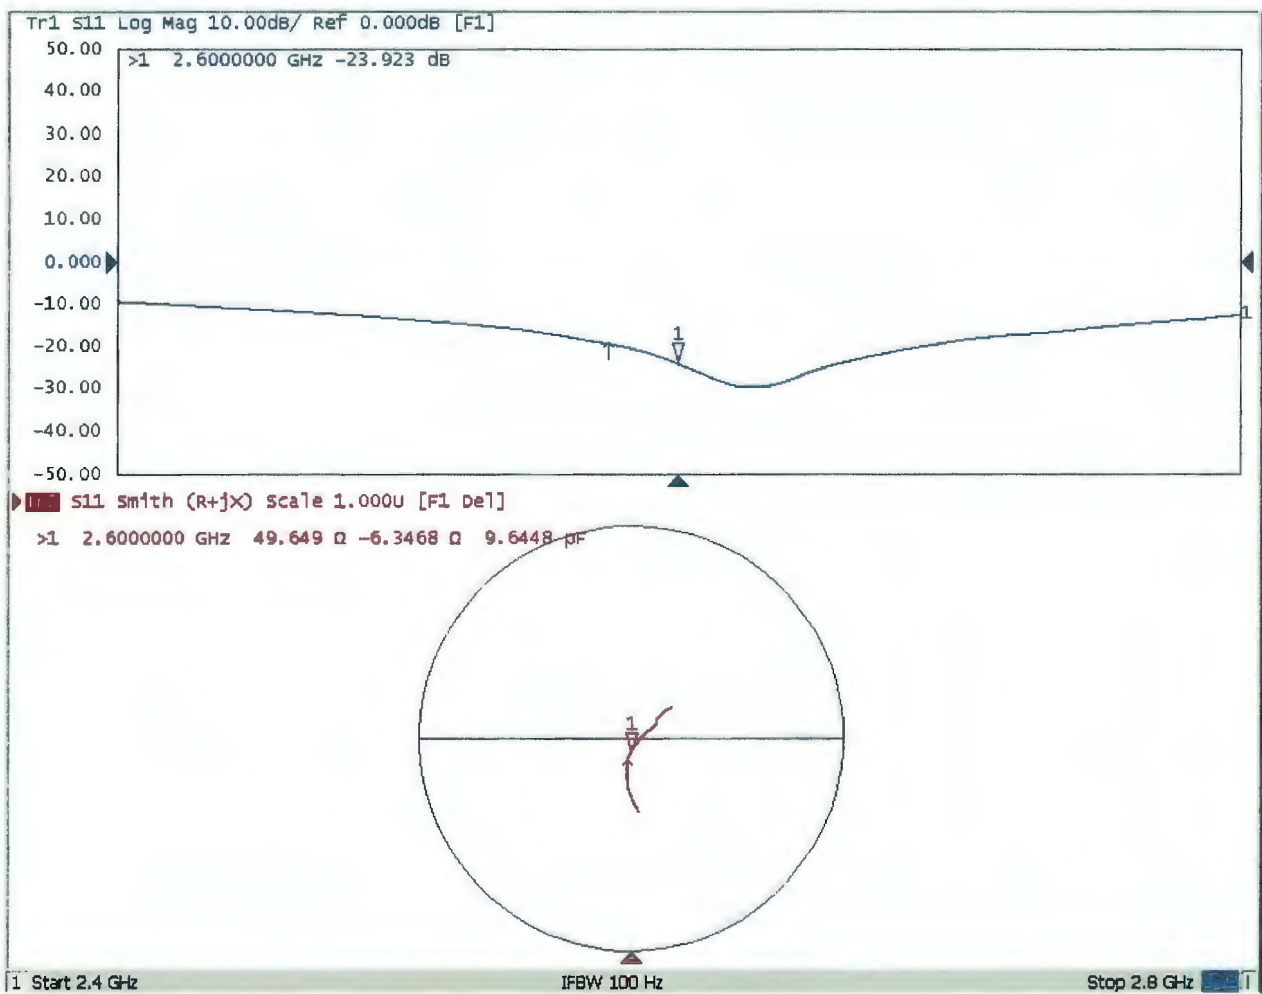 Tr1 S11 Log Mag 10.00dB/ Ref 0.000dB [F1]
50.00
>1 2.6000000 GHz -23.923 dB
40.00
30.00
20.00
10.00
0.000
-10.00
1
-20.00
1
-30.00
-40.00
-50.00
S11 Smith (R+jX) Scale 1.000U [F1 Del]
>1 2.6000000 GHz 49.649 Ω -6.3468 Ω 9.6448 pF
1
1 Start 2.4 GHz IFBW 100 Hz Stop 2.8 GHz